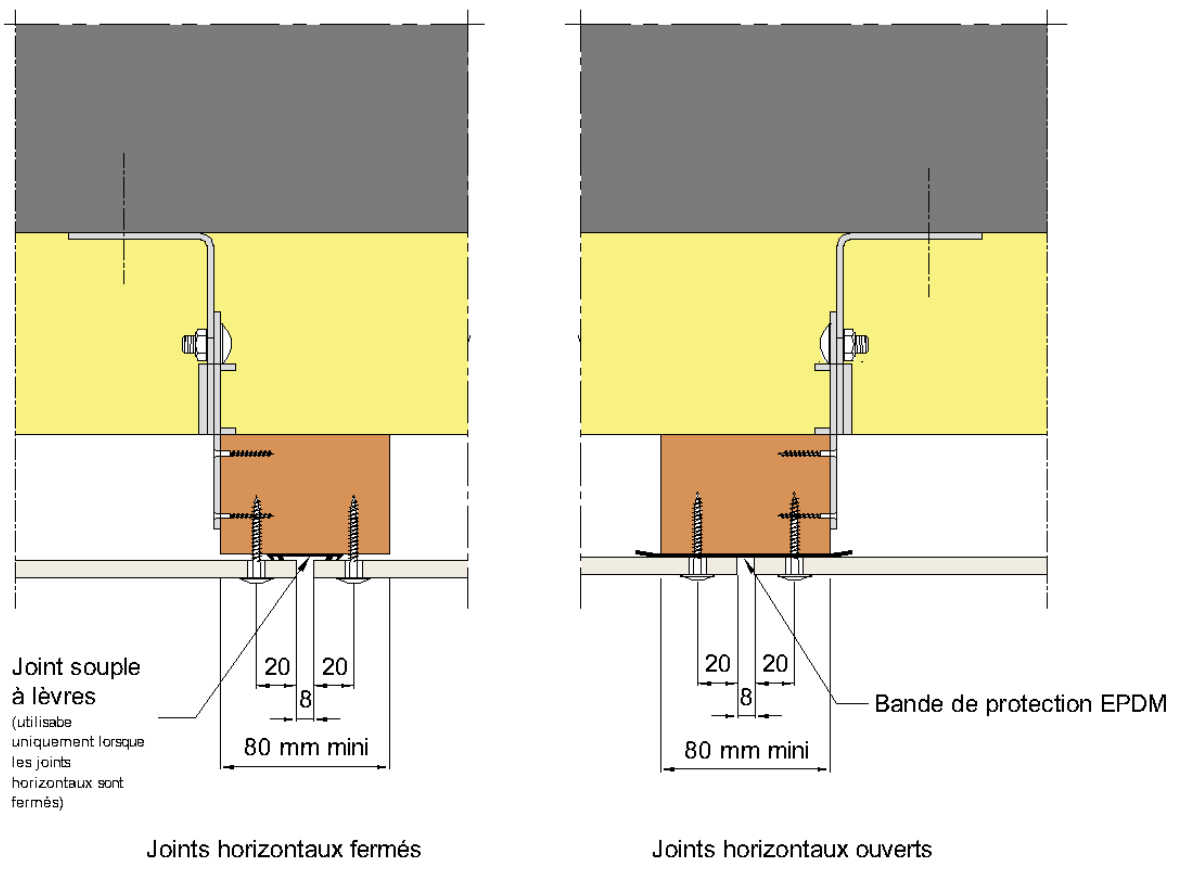 20
20
8
80 mm mini
Joint souple
à lèvres
(utilisabe
uniquement lorsque
les joints
horizontaux sont
fermés)
Joints horizontaux fermés
20
20
8
80 mm mini
Bande de protection EPDM
Joints horizontaux ouverts